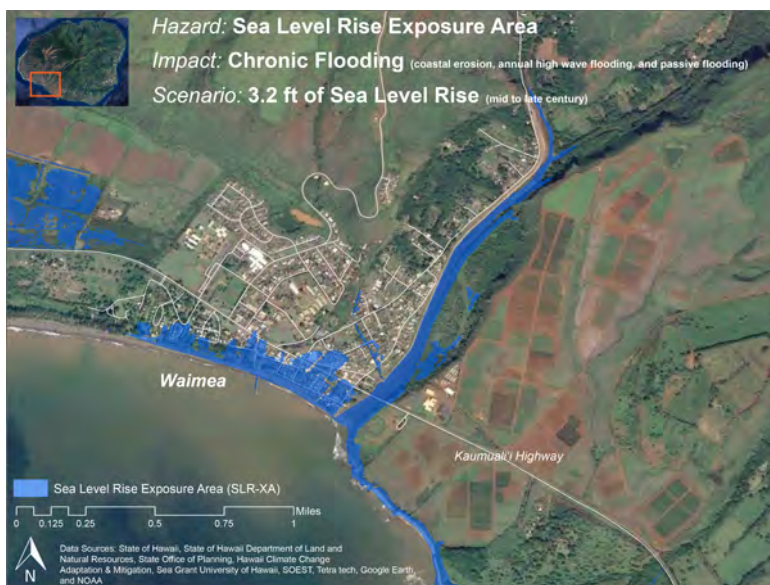 Hazard: Sea Level Rise Exposure Area
Impact: Chronic Flooding (coastal erosion, annual high wave flooding, and passive flooding)
Scenario: 3.2 ft of Sea Level Rise (mid to late century)
Waimea
Kaumuali'i Highway
Sea Level Rise Exposure Area (SLR-XA)
Miles
0 0.125 0.25 0.5 0.75 1
N
Data Sources: State of Hawaii, State of Hawaii Department of Land and
Natural Resources, State Office of Planning, Hawaii Climate Change
Adaptation & Mitigation, Sea Grant University of Hawaii, SOEST, Tetra tech, Google Earth,
and NOAA